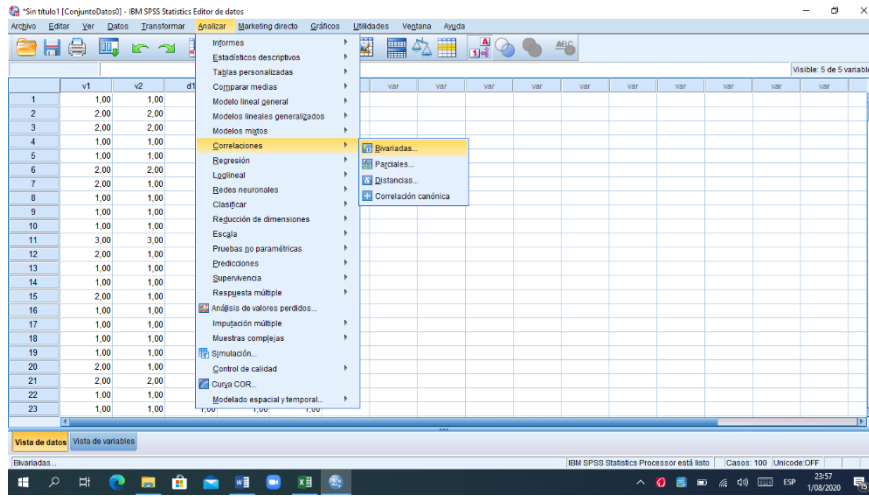 *Sin título1 [ConjuntoDatos0] - IBM SPSS Statistics Editor de datos
Archivo Editar Ver Datos Transformar Analizar Marketing directo Gráficos Utilidades Ventana Ayuda
Visible: 5 de 5 variable
v1 v2 d1 var var var var var var var var var
1 1,00 1,00
2 2,00 2,00
3 2,00 2,00
4 1,00 1,00
5 1,00 1,00
6 2,00 2,00
7 2,00 1,00
8 1,00 1,00
9 1,00 1,00
10 1,00 1,00
11 3,00 3,00
12 2,00 1,00
13 1,00 1,00
14 1,00 1,00
15 2,00 1,00
16 1,00 1,00
17 1,00 1,00
18 1,00 1,00
19 1,00 1,00
20 2,00 1,00
21 2,00 2,00
22 1,00 1,00
23 1,00 1,00 1,00 1,00 1,00
Informes
Estadísticos descriptivos
Tablas personalizadas
Comparar medias
Modelo lineal general
Modelos lineales generalizados
Modelos mixtos
Correlaciones
Regresión
Loglineal
Redes neuronales
Clasificar
Reducción de dimensiones
Escala
Pruebas no paramétricas
Predicciones
Supervivencia
Respuesta múltiple
Análisis de valores perdidos...
Imputación múltiple
Muestras complejas
Simulación...
Control de calidad
Curva COR...
Modelado espacial y temporal...
Bivariadas...
Parciales...
Distancias...
Correlación canónica
Vista de datos Vista de variables
Bivariadas... IBM SPSS Statistics Processor está listo Casos: 100 Unicode:OFF
ESP 23:57
1/08/2020